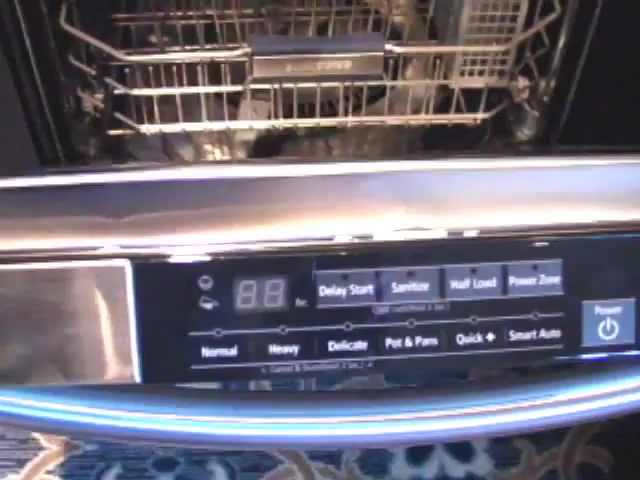 88 hr.
Delay Start Sanitize Half Load Power Zone
Power
Normal Heavy Delicate Pot & Pans Quick + Smart Auto